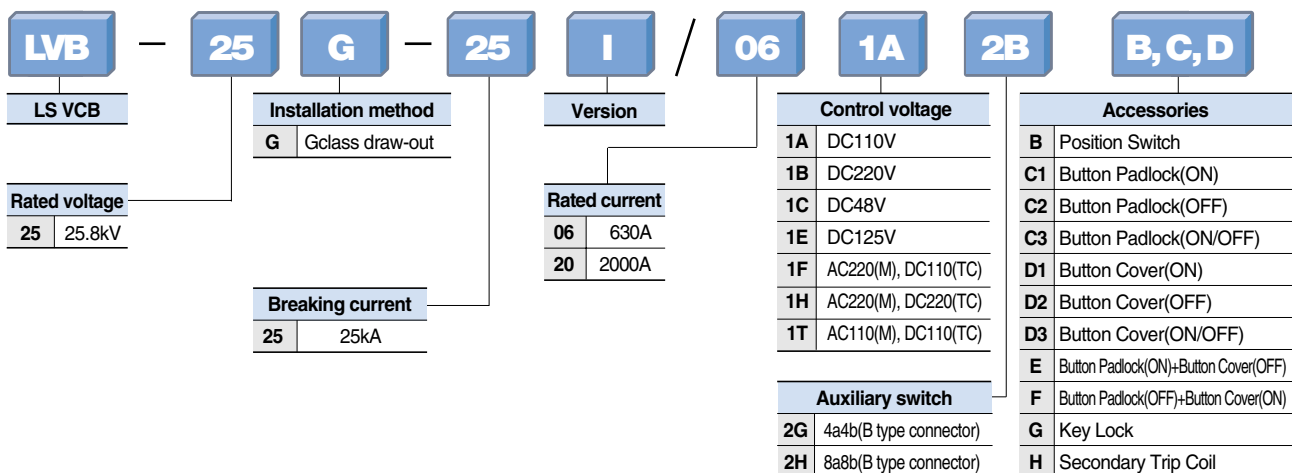 LVB – 25 G – 25 I / 06 1A 2B B, C, D
LS VCB
Rated voltage
25 25.8kV
Installation method
G Gclass draw-out
Breaking current
25 25kA
Version
Rated current
06 630A
20 2000A
Control voltage
1A DC110V
1B DC220V
1C DC48V
1E DC125V
1F AC220(M), DC110(TC)
1H AC220(M), DC220(TC)
1T AC110(M), DC110(TC)
Auxiliary switch
2G 4a4b(B type connector)
2H 8a8b(B type connector)
Accessories
B Position Switch
C1 Button Padlock(ON)
C2 Button Padlock(OFF)
C3 Button Padlock(ON/OFF)
D1 Button Cover(ON)
D2 Button Cover(OFF)
D3 Button Cover(ON/OFF)
E Button Padlock(ON)+Button Cover(OFF)
F Button Padlock(OFF)+Button Cover(ON)
G Key Lock
H Secondary Trip Coil